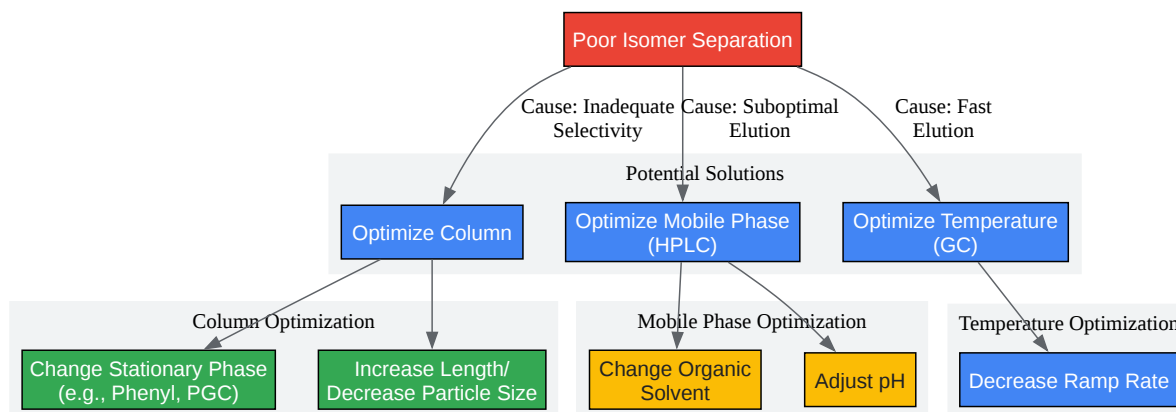 Poor Isomer Separation
Cause: Inadequate
Selectivity
Cause: Suboptimal
Elution
Cause: Fast
Elution
Potential Solutions
Optimize Column
Optimize Mobile Phase
(HPLC)
Optimize Temperature
(GC)
Column Optimization
Mobile Phase Optimization
Temperature Optimization
Change Stationary Phase
(e.g., Phenyl, PGC)
Increase Length/
Decrease Particle Size
Change Organic
Solvent
Adjust pH
Decrease Ramp Rate